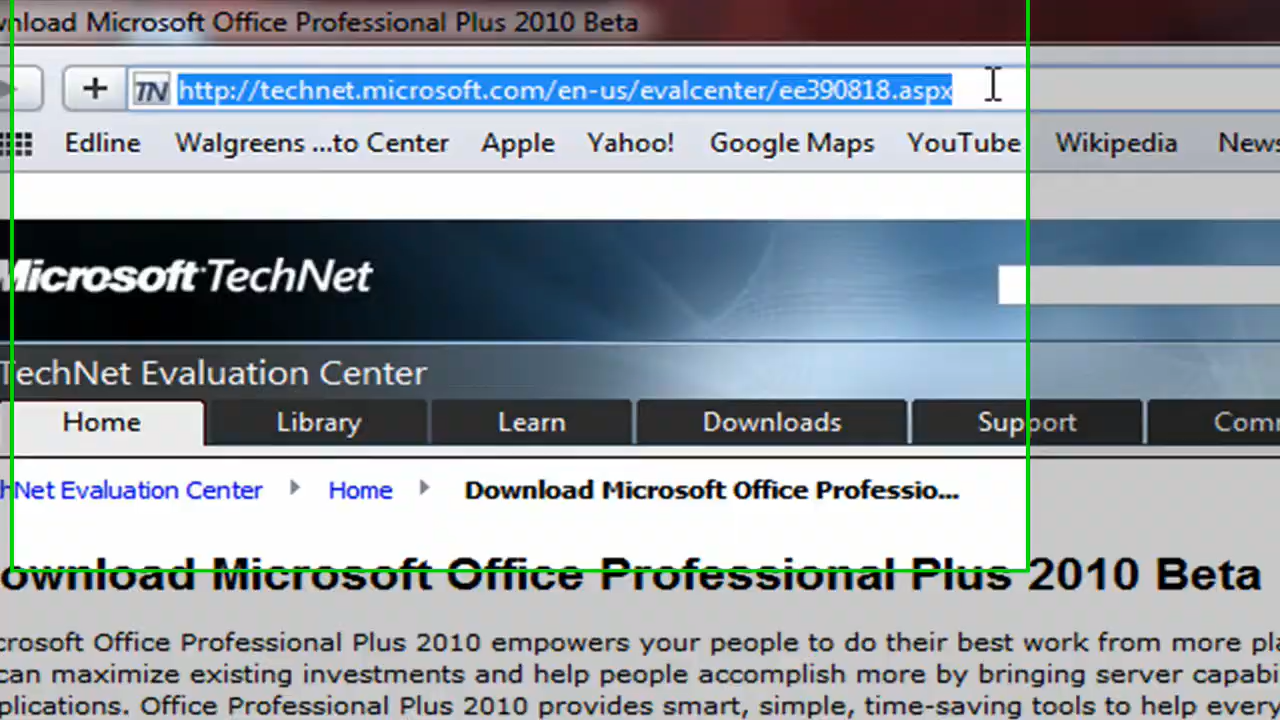 wnload Microsoft Office Professional Plus 2010 Beta
+ TN http://technet.microsoft.com/en-us/evalcenter/ee390818.aspx
Edline Walgreens ...to Center Apple Yahoo! Google Maps YouTube Wikipedia News
Microsoft TechNet
TechNet Evaluation Center
Home Library Learn Downloads Support Comm
hNet Evaluation Center Home Download Microsoft Office Professio...
ownload Microsoft Office Professional Plus 2010 Beta
crosoft Office Professional Plus 2010 empowers your people to do their best work from more pla
can maximize existing investments and help people accomplish more by bringing server capabi
plications. Office Professional Plus 2010 provides smart, simple, time-saving tools to help every